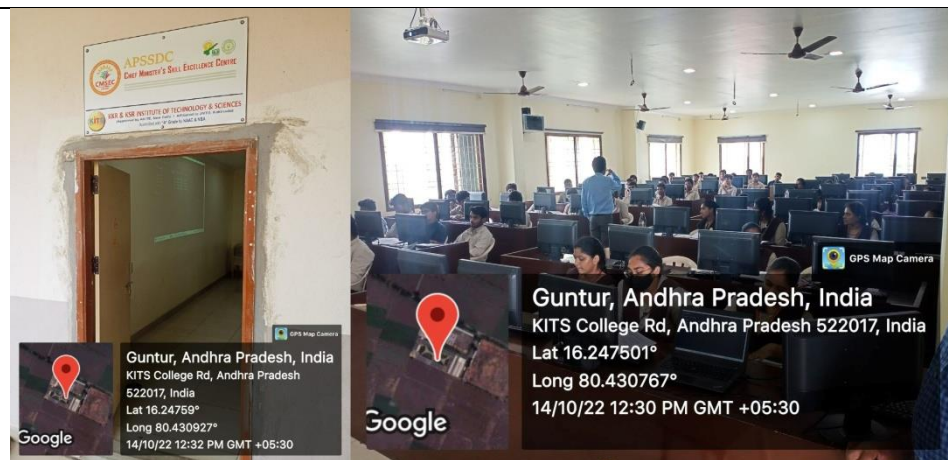 APSSDC
CHIEF MINISTER'S SKILL EXCELLENCE CENTRE
CMSEC
KITS
VKR & KSR INSTITUTE OF TECHNOLOGY & SCIENCES
GPS Map Camera
Guntur, Andhra Pradesh, India
KITS College Rd, Andhra Pradesh
522017, India
Lat 16.24759°
Long 80.430927°
14/10/22 12:32 PM GMT +05:30
Google
GPS Map Camera
Guntur, Andhra Pradesh, India
KITS College Rd, Andhra Pradesh 522017, India
Lat 16.247501°
Long 80.430767°
14/10/22 12:30 PM GMT +05:30
Google